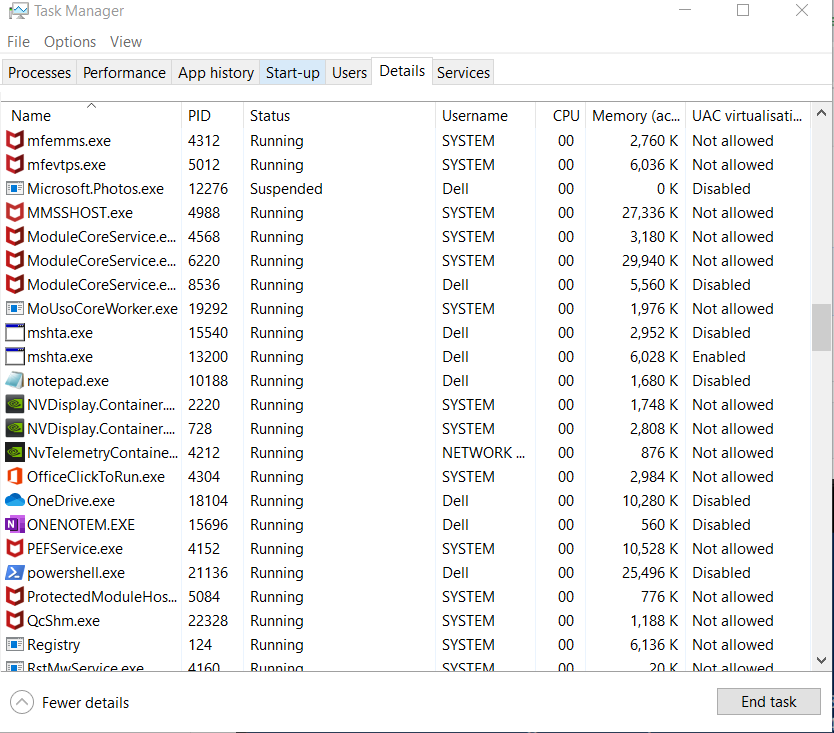 Task Manager
File Options View
Processes Performance App history Start-up Users Details Services
Name PID Status Username CPU Memory (ac... UAC virtualisati...
mfemms.exe 4312 Running SYSTEM 00 2,760 K Not allowed
mfevtps.exe 5012 Running SYSTEM 00 6,036 K Not allowed
Microsoft.Photos.exe 12276 Suspended Dell 00 0 K Disabled
MMSSHOST.exe 4988 Running SYSTEM 00 27,336 K Not allowed
ModuleCoreService.e... 4568 Running SYSTEM 00 3,180 K Not allowed
ModuleCoreService.e... 6220 Running SYSTEM 00 29,940 K Not allowed
ModuleCoreService.e... 8536 Running Dell 00 5,560 K Disabled
MoUsoCoreWorker.exe 19292 Running SYSTEM 00 1,976 K Not allowed
mshta.exe 15540 Running Dell 00 2,952 K Disabled
mshta.exe 13200 Running Dell 00 6,028 K Enabled
notepad.exe 10188 Running Dell 00 1,680 K Disabled
NVDisplay.Container.... 2220 Running SYSTEM 00 1,748 K Not allowed
NVDisplay.Container.... 728 Running SYSTEM 00 2,808 K Not allowed
NvTelemetryContaine... 4212 Running NETWORK ... 00 876 K Not allowed
OfficeClickToRun.exe 4304 Running SYSTEM 00 2,984 K Not allowed
OneDrive.exe 18104 Running Dell 00 10,280 K Disabled
ONENOTEM.EXE 15696 Running Dell 00 560 K Disabled
PEFService.exe 4152 Running SYSTEM 00 10,528 K Not allowed
powershell.exe 21136 Running Dell 00 25,496 K Disabled
ProtectedModuleHos... 5084 Running SYSTEM 00 776 K Not allowed
QcShm.exe 22328 Running SYSTEM 00 1,188 K Not allowed
Registry 124 Running SYSTEM 00 6,136 K Not allowed
RstMwService.exe 4160 Running SYSTEM 00 20 K Not allowed
Fewer details End task